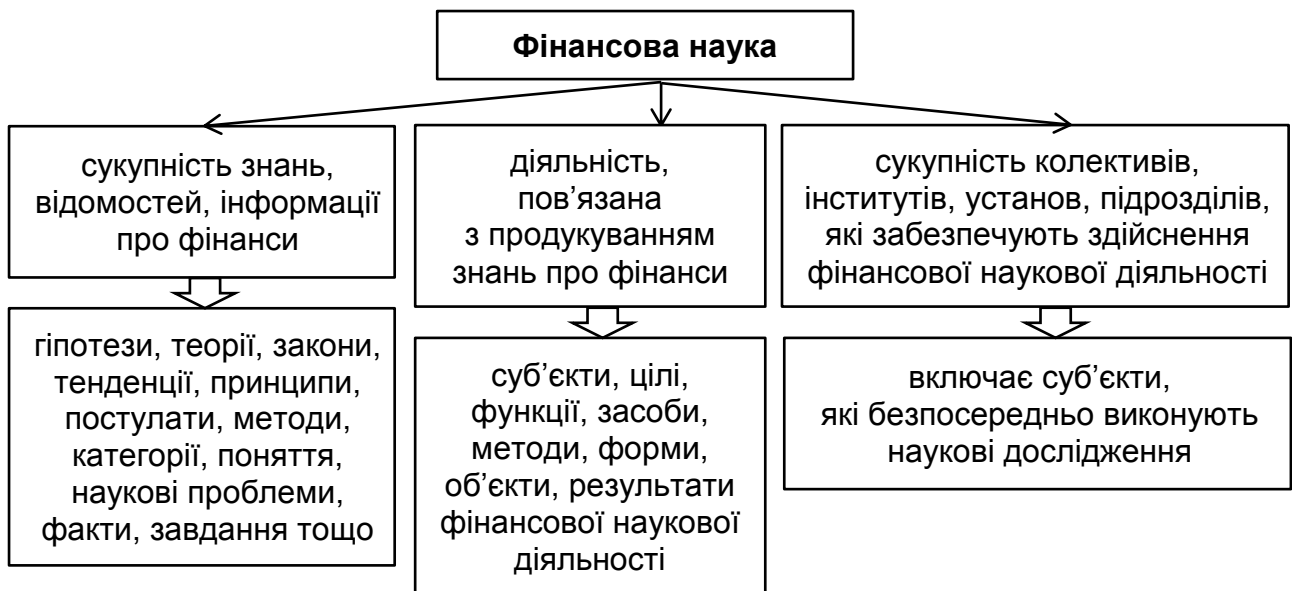 Фінансова наука
сукупність знань,
відомостей, інформації
про фінанси
діяльність,
пов’язана
з продукуванням
знань про фінанси
сукупність колективів,
інститутів, установ, підрозділів,
які забезпечують здійснення
фінансової наукової діяльності
гіпотези, теорії, закони,
тенденції, принципи,
постулати, методи,
категорії, поняття,
наукові проблеми,
факти, завдання тощо
суб’єкти, цілі,
функції, засоби,
методи, форми,
об’єкти, результати
фінансової наукової
діяльності
включає суб’єкти,
які безпосередньо виконують
наукові дослідження